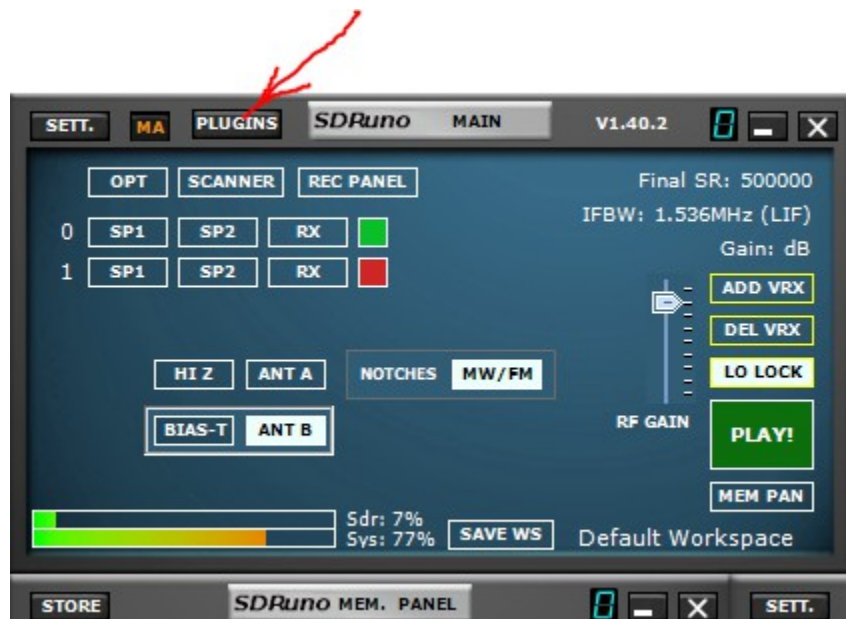 SETT. MA PLUGINS SDRuno MAIN V1.40.2 0
OPT SCANNER REC PANEL Final SR: 500000
IFBW: 1.536MHz (LIF)
0 SP1 SP2 RX
Gain: dB
1 SP1 SP2 RX
ADD VRX
DEL VRX
HI Z ANT A NOTCHES MW/FM LO LOCK
BIAS-T ANT B RF GAIN PLAY!
MEM PAN
Sdr: 7%
Sys: 77% SAVE WS Default Workspace
STORE SDRuno MEM. PANEL 0 SETT.